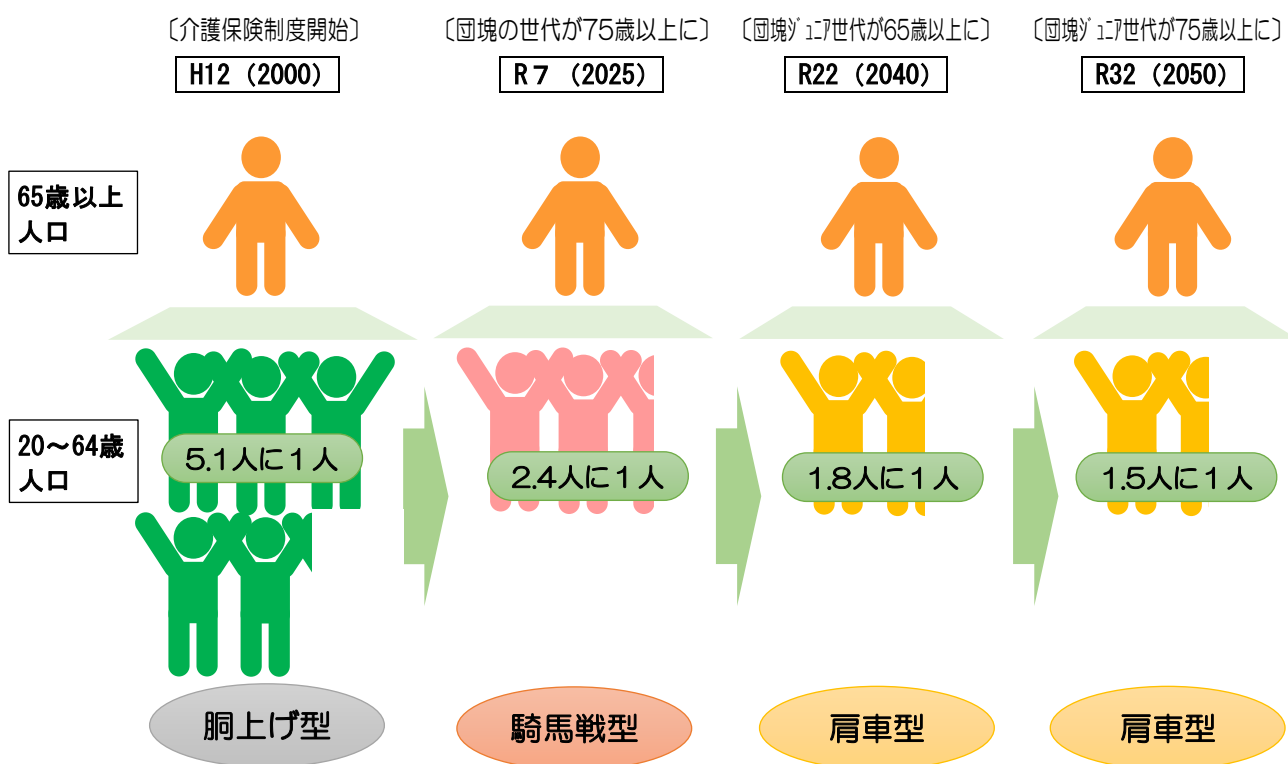 〔介護保険制度開始〕
〔団塊の世代が75歳以上に〕
〔団塊ｼﾞｭﾆｱ世代が65歳以上に〕
〔団塊ｼﾞｭﾆｱ世代が75歳以上に〕
H12（2000）
R７（2025）
R22（2040）
R32（2050）
65歳以上
人口
20～64歳
人口
5.1人に１人
2.4人に１人
1.8人に１人
1.5人に１人
胴上げ型
騎馬戦型
肩車型
肩車型